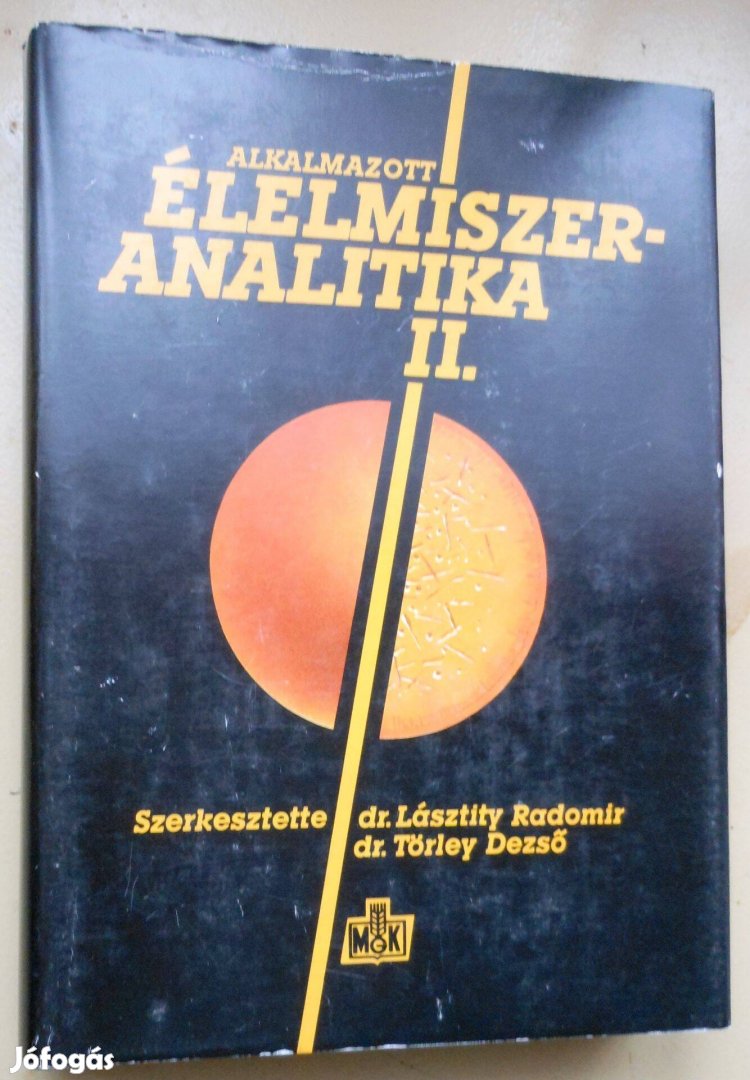 ALKALMAZOTT
ÉLELMISZER-
ANALITIKA
II.
Szerkesztette dr. Lásztity Radomir
dr. Törley Dezső
MGK
Jófogás